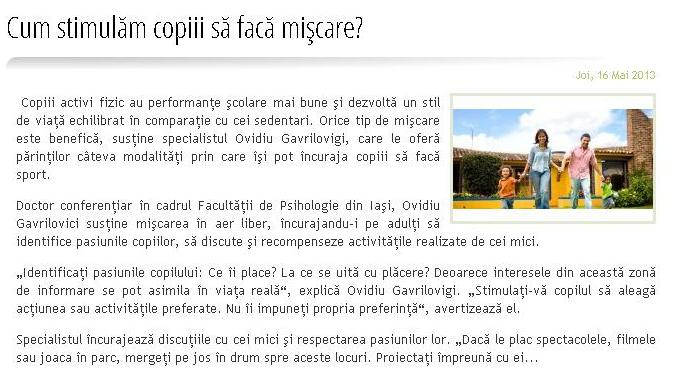 Cum stimulăm copiii să facă mişcare?
Joi, 16 Mai 2013
Copiii activi fizic au performanţe şcolare mai bune şi dezvoltă un stil
de viaţă echilibrat în comparaţie cu cei sedentari. Orice tip de mişcare
este benefică, susţine specialistul Ovidiu Gavrilovigi, care le oferă
părinţilor câteva modalităţi prin care îşi pot încuraja copiii să facă
sport.
Doctor conferenţiar în cadrul Facultăţii de Psihologie din Iaşi, Ovidiu
Gavrilovici susţine mişcarea în aer liber, încurajandu-i pe adulţi să
identifice pasiunile copiilor, să discute şi recompenseze activităţile realizate de cei mici.
„Identificaţi pasiunile copilului: Ce îi place? La ce se uită cu plăcere? Deoarece interesele din această zonă
de informare se pot asimila în viaţa reală“, explică Ovidiu Gavrilovigi. „Stimulaţi-vă copilul să aleagă
acţiunea sau activităţile preferate. Nu îi impuneţi propria preferinţă“, avertizează el.
Specialistul încurajează discuţiile cu cei mici şi respectarea pasiunilor lor. „Dacă le plac spectacolele, filmele
sau joaca în parc, mergeţi pe jos în drum spre aceste locuri. Proiectaţi împreună cu ei...